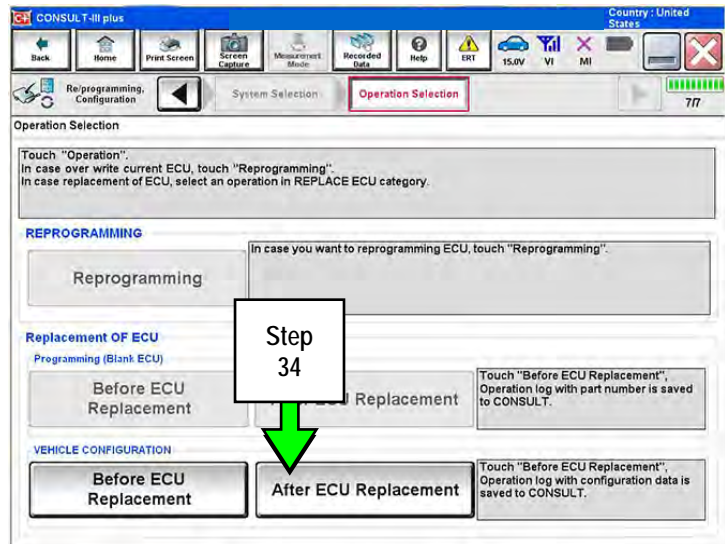 C+ CONSULT-III plus
Country : United States
Back
Home
Print Screen
Screen Capture
Measurement Mode
Recorded Data
Help
ERT
15.0V
VI
MI
Re/programming, Configuration
System Selection
Operation Selection
7/7
Operation Selection
Touch "Operation".
In case over write current ECU, touch "Reprogramming".
In case replacement of ECU, select an operation in REPLACE ECU category.
REPROGRAMMING
Reprogramming
In case you want to reprogramming ECU, touch "Reprogramming".
Step
34
Replacement OF ECU
Programming (Blank ECU)
Before ECU
Replacement
ECU Replacement
Touch "Before ECU Replacement",
Operation log with part number is saved
to CONSULT.
VEHICLE CONFIGURATION
Before ECU
Replacement
After ECU Replacement
Touch "Before ECU Replacement",
Operation log with configuration data is
saved to CONSULT.